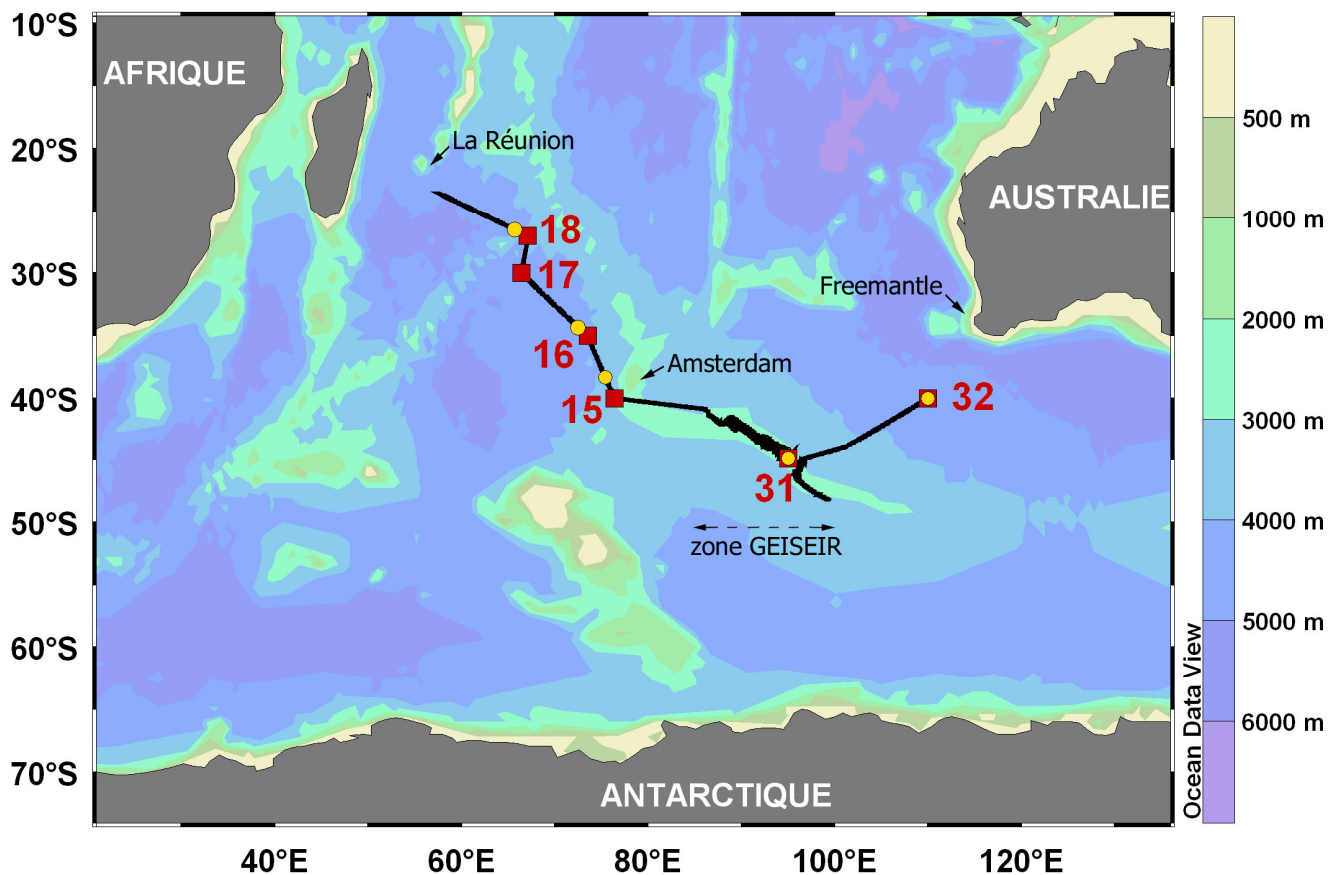 10°S
20°S
30°S
40°S
50°S
60°S
70°S
AFRIQUE
La Réunion
AUSTRALIE
18
17
Freemantle
16
Amsterdam
15
32
31
zone GEISEIR
ANTARCTIQUE
40°E
60°E
80°E
100°E
120°E
Ocean Data View
500 m
1000 m
2000 m
3000 m
4000 m
5000 m
6000 m